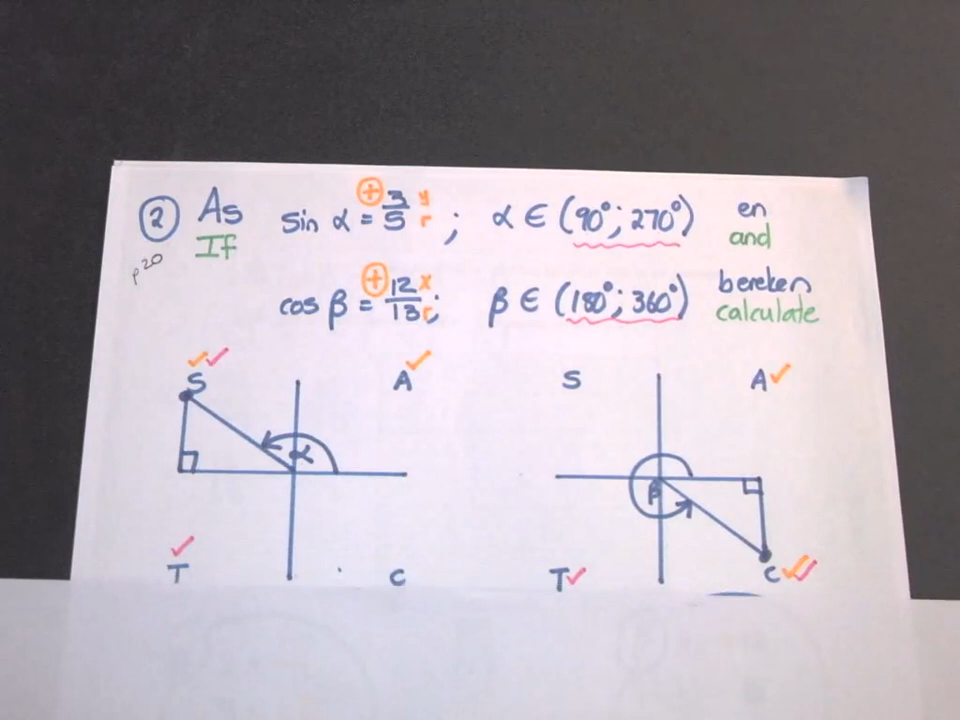 ② As sin α = ⊕ 3/5 y/r ; α ∈ (90°; 270°) en
If and
p20
cos β = ⊕ 12/13 x/r ; β ∈ (180°; 360°) bereken
calculate
S A S A
α β
T C T C